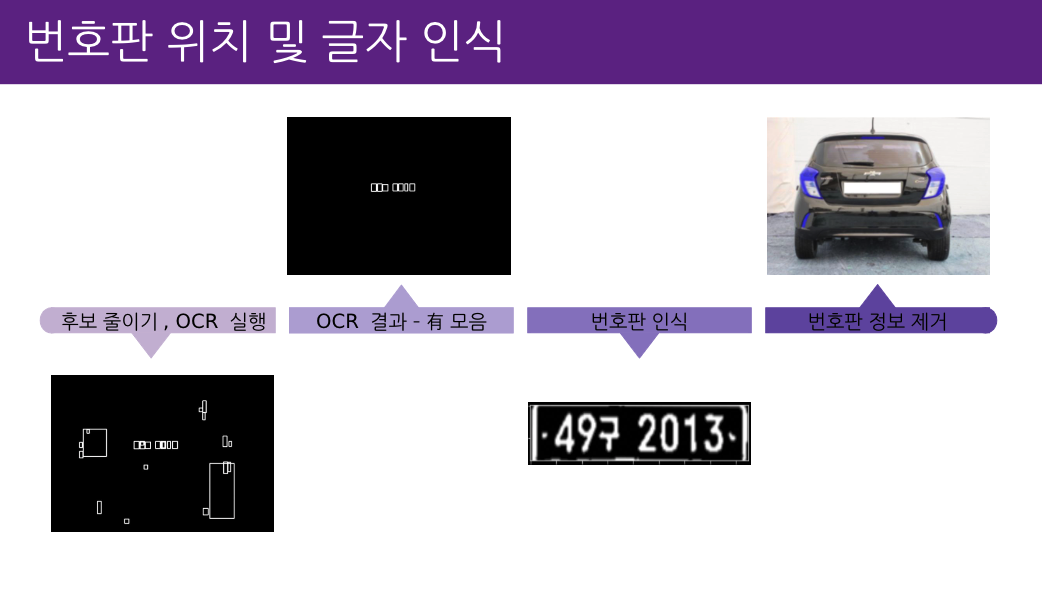 번호판 위치 및 글자 인식
후보 줄이기 , OCR 실행
OCR 결과 - 有 모음
번호판 인식
번호판 정보 제거
49구 2013